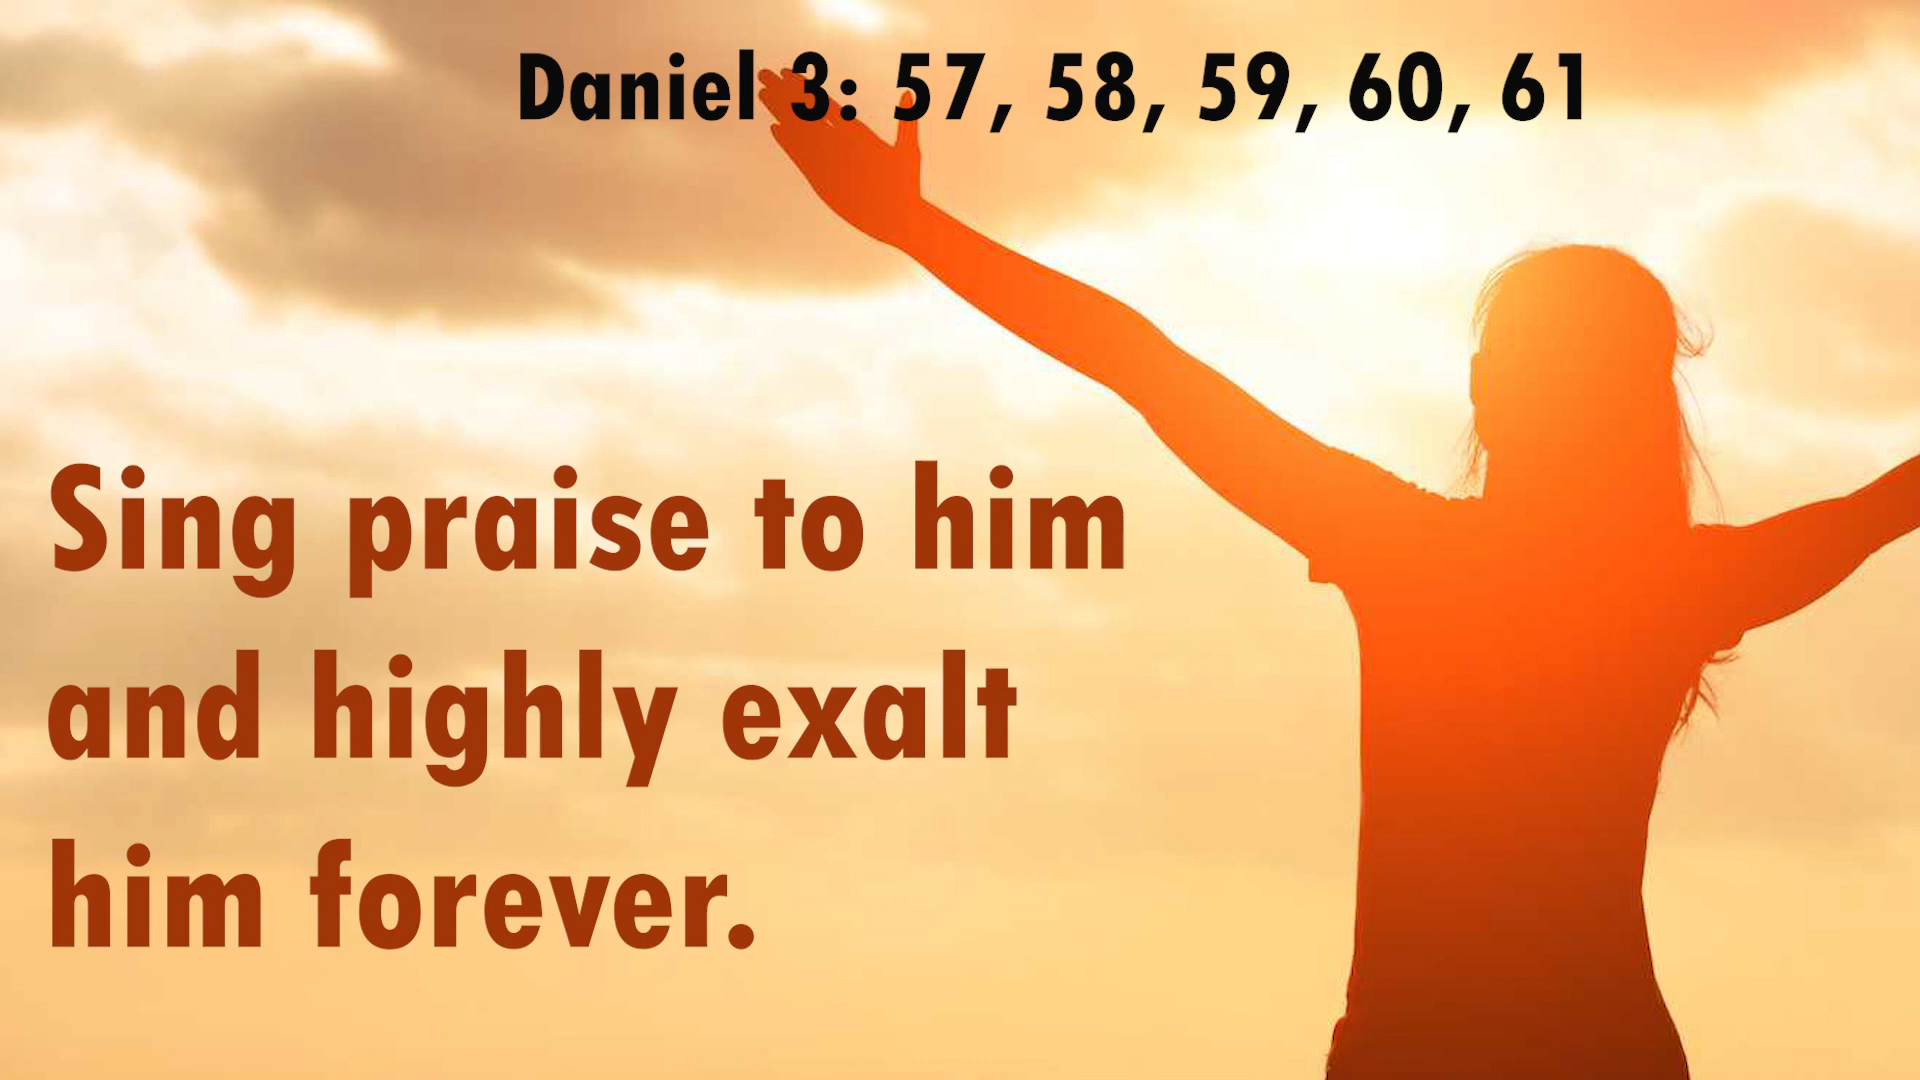 Daniel 3: 57, 58, 59, 60, 61
Sing praise to him
and highly exalt
him forever.